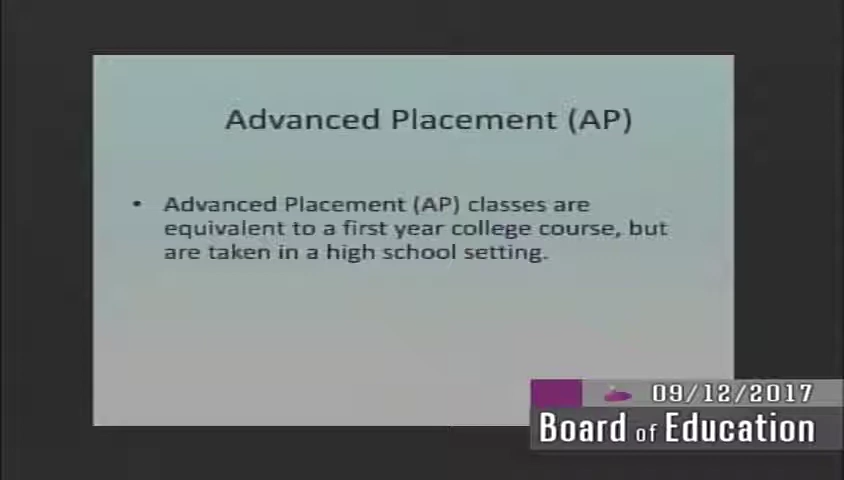 Advanced Placement (AP)
• Advanced Placement (AP) classes are
equivalent to a first year college course, but
are taken in a high school setting.
09/12/2017
Board of Education